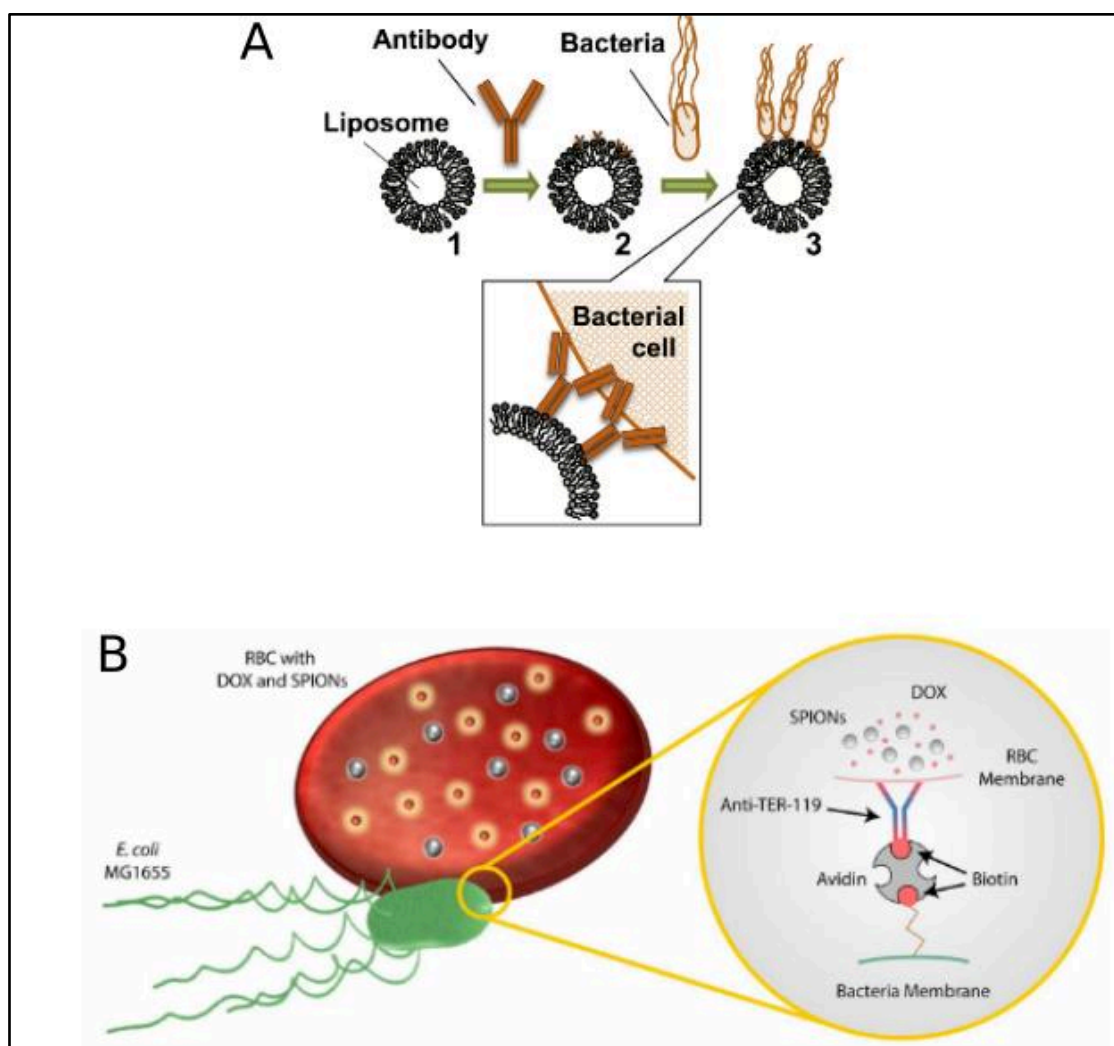 A
Antibody
Bacteria
Liposome
1
2
3
Bacterial
cell
B
RBC with
DOX and SPIONs
E. coli
MG1655
DOX
SPIONs
RBC
Membrane
Anti-TER-119
Avidin
Biotin
Bacteria Membrane